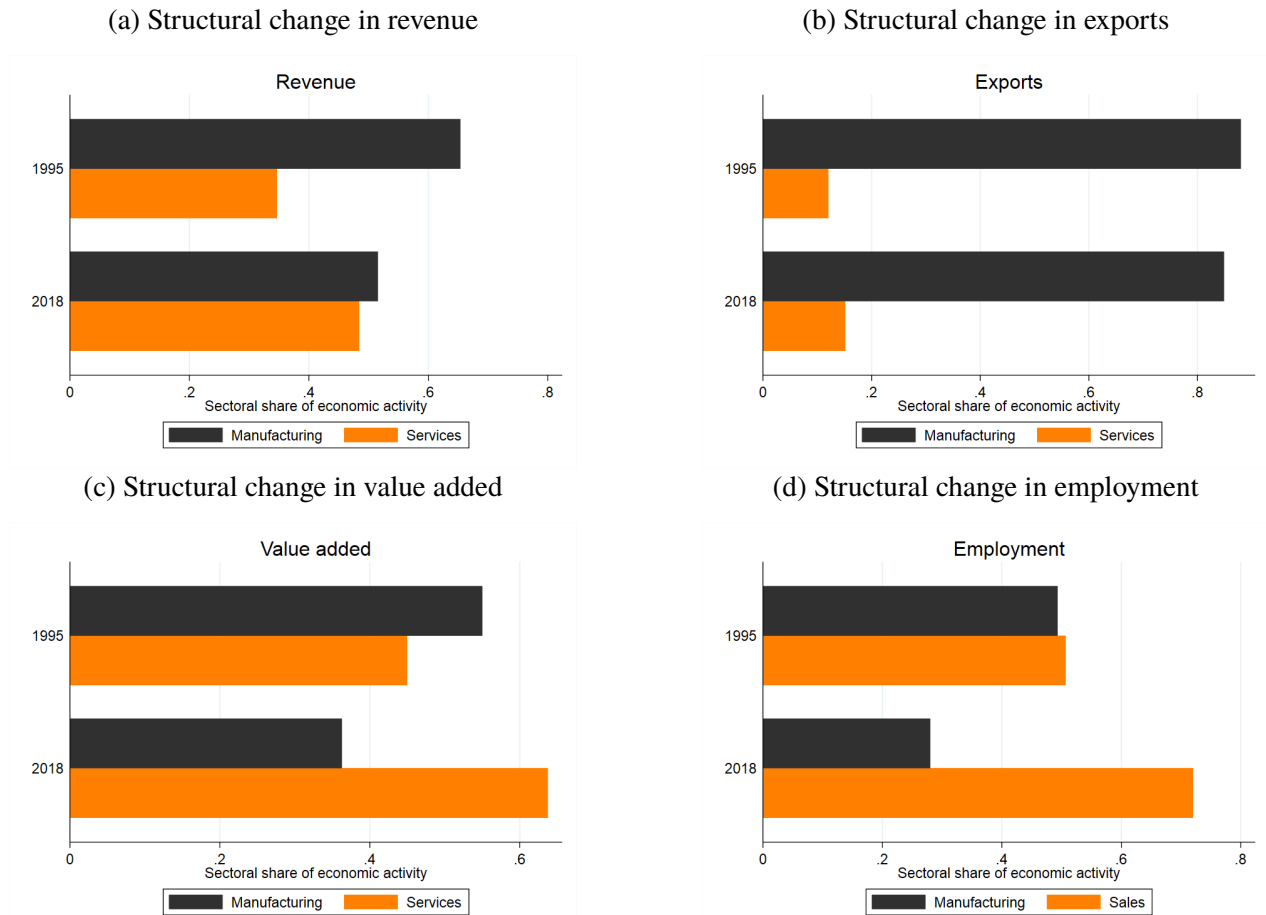 (a) Structural change in revenue
Revenue
1995
2018
0 .2 .4 .6 .8
Sectoral share of economic activity
Manufacturing Services
(b) Structural change in exports
Exports
1995
2018
0 .2 .4 .6 .8
Sectoral share of economic activity
Manufacturing Services
(c) Structural change in value added
Value added
1995
2018
0 .2 .4 .6
Sectoral share of economic activity
Manufacturing Services
(d) Structural change in employment
Employment
1995
2018
0 .2 .4 .6 .8
Sectoral share of economic activity
Manufacturing Sales